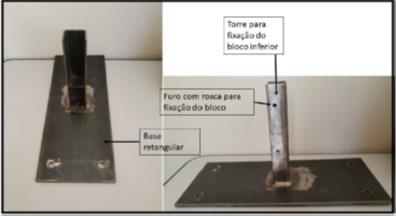 Torre para
fixação do
bloco inferior
Furo com rosca para
fixação do bloco
Base
retangular